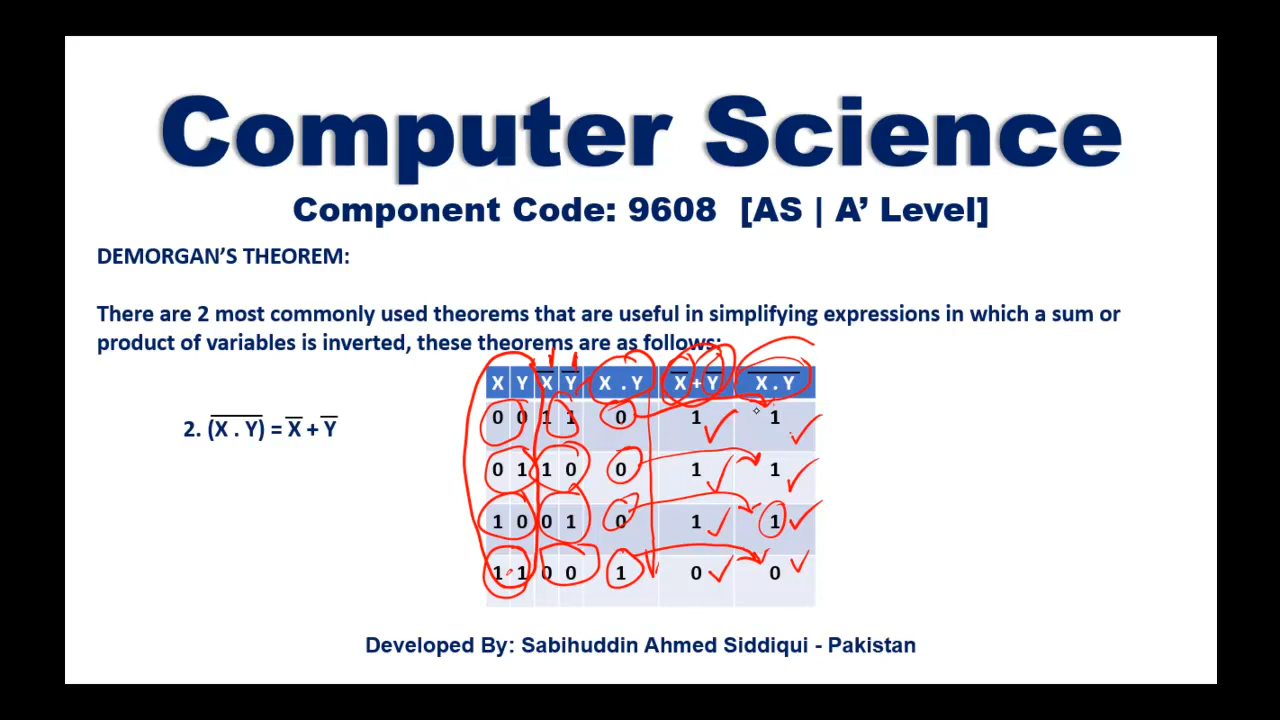 Computer Science
Component Code: 9608 [AS | A’ Level]
DEMORGAN’S THEOREM:
There are 2 most commonly used theorems that are useful in simplifying expressions in which a sum or
product of variables is inverted, these theorems are as follows:
X Y X̅ Y̅ X . Y X̅ + Y̅ X̅ ̅.̅ ̅Y̅
0 0 1 1 0 1 1
2. (X̅ ̅.̅ ̅Y̅) = X̅ + Y̅
0 1 1 0 0 1 1
1 0 0 1 0 1 1
1 1 0 0 1 0 0
Developed By: Sabihuddin Ahmed Siddiqui - Pakistan